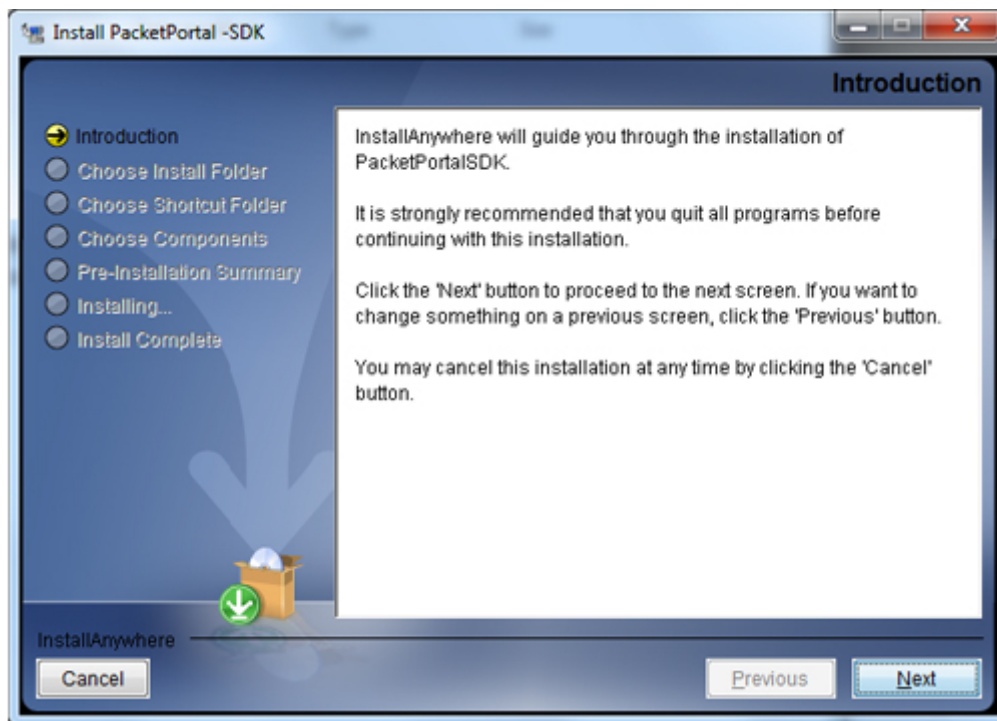 Install PacketPortal -SDK
Introduction
Introduction
Choose Install Folder
Choose Shortcut Folder
Choose Components
Pre-Installation Summary
Installing...
Install Complete
InstallAnywhere will guide you through the installation of
PacketPortalSDK.
It is strongly recommended that you quit all programs before
continuing with this installation.
Click the 'Next' button to proceed to the next screen. If you want to
change something on a previous screen, click the 'Previous' button.
You may cancel this installation at any time by clicking the 'Cancel'
button.
InstallAnywhere
Cancel
Previous
Next